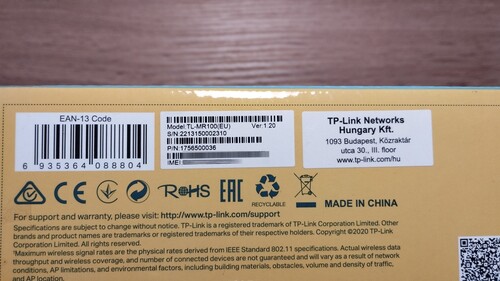 EAN-13 Code
6 935364 088804
Model:TL-MR100(EU) Ver 1.20
S/N:2213150002310
P/N:1756500036
IMEI
TP-Link Networks
Hungary Kft.
1093 Budapest, Közraktár
utca 30., III. floor
www.tp-link.com/hu
CE
RoHS
EAC
RECYCLABLE
MADE IN CHINA
For support and warranty, please visit: http://www.tp-link.com/support
Specifications are subject to change without notice. TP-Link is a registered trademark of TP-Link Corporation Limited. Other
brands and product names are trademarks or registered trademarks of their respective holders. Copyright ©2020 TP-Link
Corporation Limited. All rights reserved.
*Maximum wireless signal rates are the physical rates derived from IEEE Standard 802.11 specifications. Actual wireless data
throughput and wireless coverage, and number of connected devices are not guaranteed and will vary as a result of network
conditions, AP limitations, and environmental factors, including building materials, obstacles, volume and density of traffic,
and AP location.